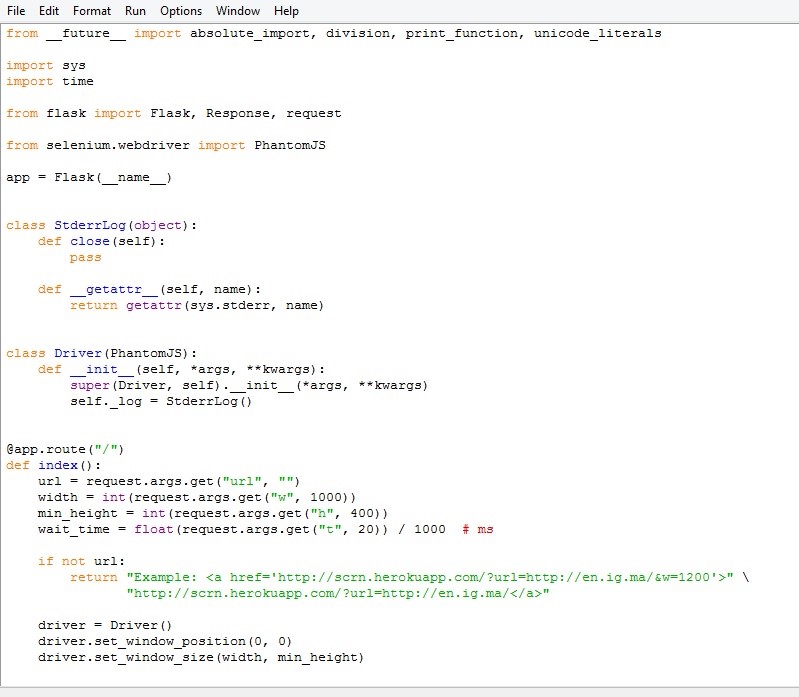 File Edit Format Run Options Window Help
from __future__ import absolute_import, division, print_function, unicode_literals
import sys
import time
from flask import Flask, Response, request
from selenium.webdriver import PhantomJS
app = Flask(__name__)
class StderrLog(object):
    def close(self):
        pass
    def __getattr__(self, name):
        return getattr(sys.stderr, name)
class Driver(PhantomJS):
    def __init__(self, *args, **kwargs):
        super(Driver, self).__init__(*args, **kwargs)
        self._log = StderrLog()
@app.route("/")
def index():
    url = request.args.get("url", "")
    width = int(request.args.get("w", 1000))
    min_height = int(request.args.get("h", 400))
    wait_time = float(request.args.get("t", 20)) / 1000  # ms
    if not url:
        return "Example: <a href='http://scrn.herokuapp.com/?url=http://en.ig.ma/&w=1200'>" \
               "http://scrn.herokuapp.com/?url=http://en.ig.ma/</a>"
    driver = Driver()
    driver.set_window_position(0, 0)
    driver.set_window_size(width, min_height)